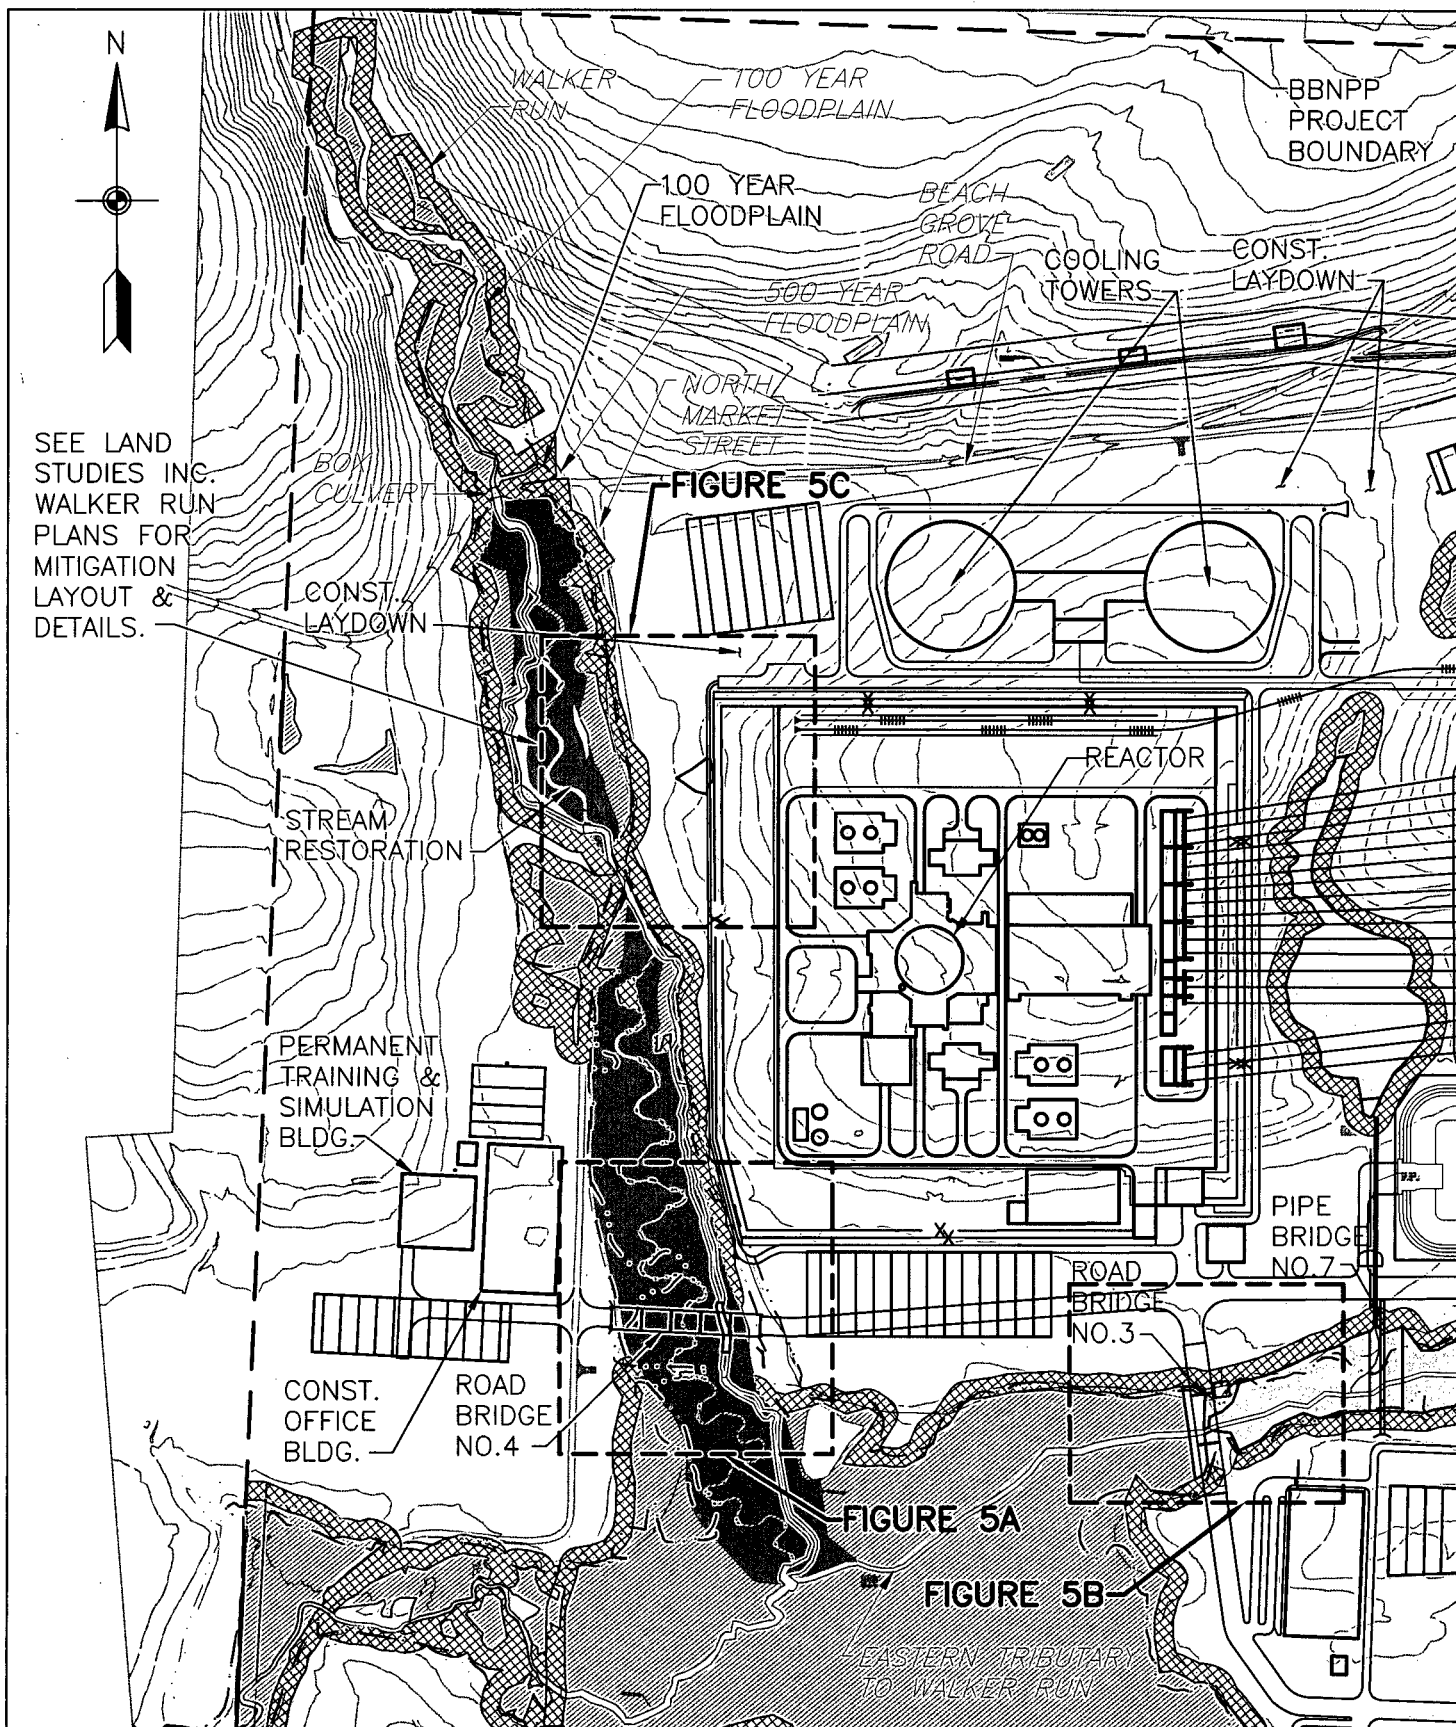 N
WALKER
RUN
100 YEAR
FLOODPLAIN
BBNPP
PROJECT
BOUNDARY
100 YEAR
FLOODPLAIN
BEACH
GROVE
ROAD
COOLING
TOWERS
CONST.
LAYDOWN
500 YEAR
FLOODPLAIN
NORTH
MARKET
STREET
SEE LAND
STUDIES INC.
WALKER RUN
PLANS FOR
MITIGATION
LAYOUT &
DETAILS.
BOX
CULVERT
FIGURE 5C
CONST.
LAYDOWN
REACTOR
STREAM
RESTORATION
PERMANENT
TRAINING &
SIMULATION
BLDG.
PIPE
BRIDGE
NO.7
ROAD
BRIDGE
NO.3
CONST.
OFFICE
BLDG.
ROAD
BRIDGE
NO.4
FIGURE 5A
FIGURE 5B
EASTERN TRIBUTARY
TO WALKER RUN